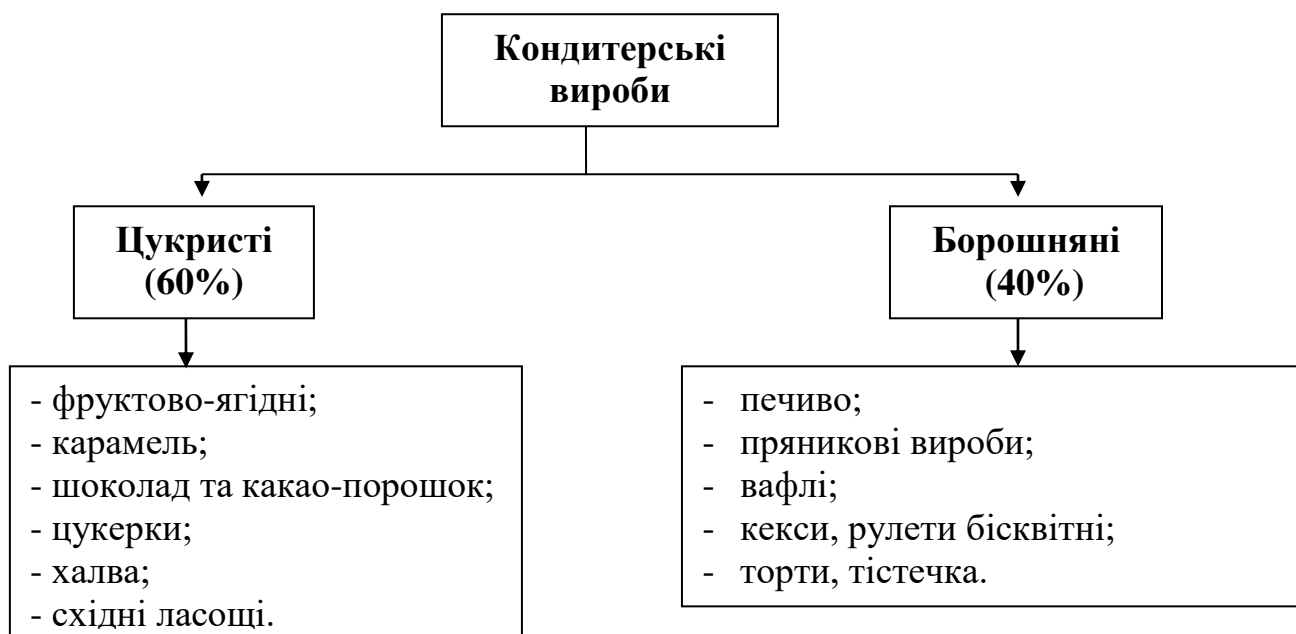 Кондитерські
вироби
Цукристі
(60%)
Борошняні
(40%)
- фруктово-ягідні;
- карамель;
- шоколад та какао-порошок;
- цукерки;
- халва;
- східні ласощі.
- печиво;
- пряникові вироби;
- вафлі;
- кекси, рулети бісквітні;
- торти, тістечка.